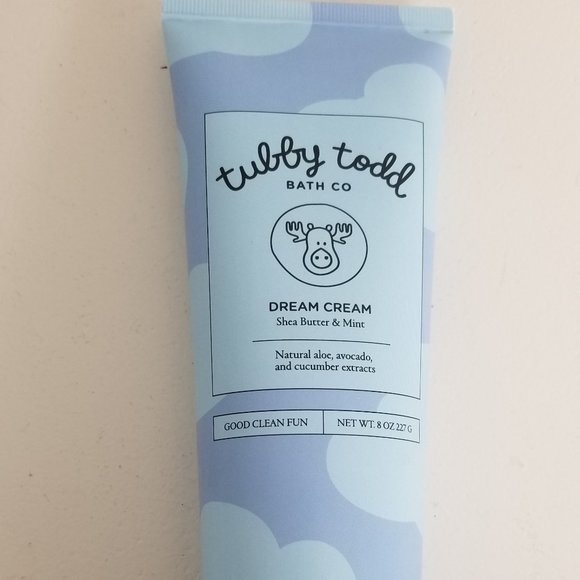 tubby todd
BATH CO
DREAM CREAM
Shea Butter & Mint
Natural aloe, avocado,
and cucumber extracts
GOOD CLEAN FUN
NET WT. 8 OZ 227 G